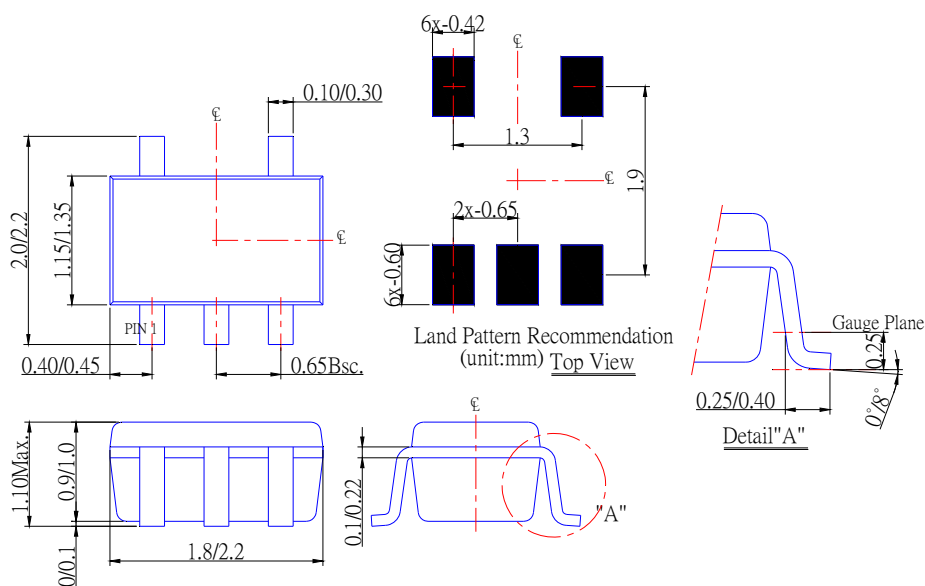 6x-0.42
℄
0.10/0.30
℄
1.3
2.0/2.2
1.15/1.35
℄
℄
1.9
2x-0.65
6x-0.60
PIN 1
Land Pattern Recommendation
(unit:mm) Top View
0.40/0.45
0.65Bsc.
Gauge Plane
0.25
0.25/0.40
0°/8°
Detail"A"
℄
1.10Max.
0.9/1.0
0.1/0.22
"A"
0/0.1
1.8/2.2